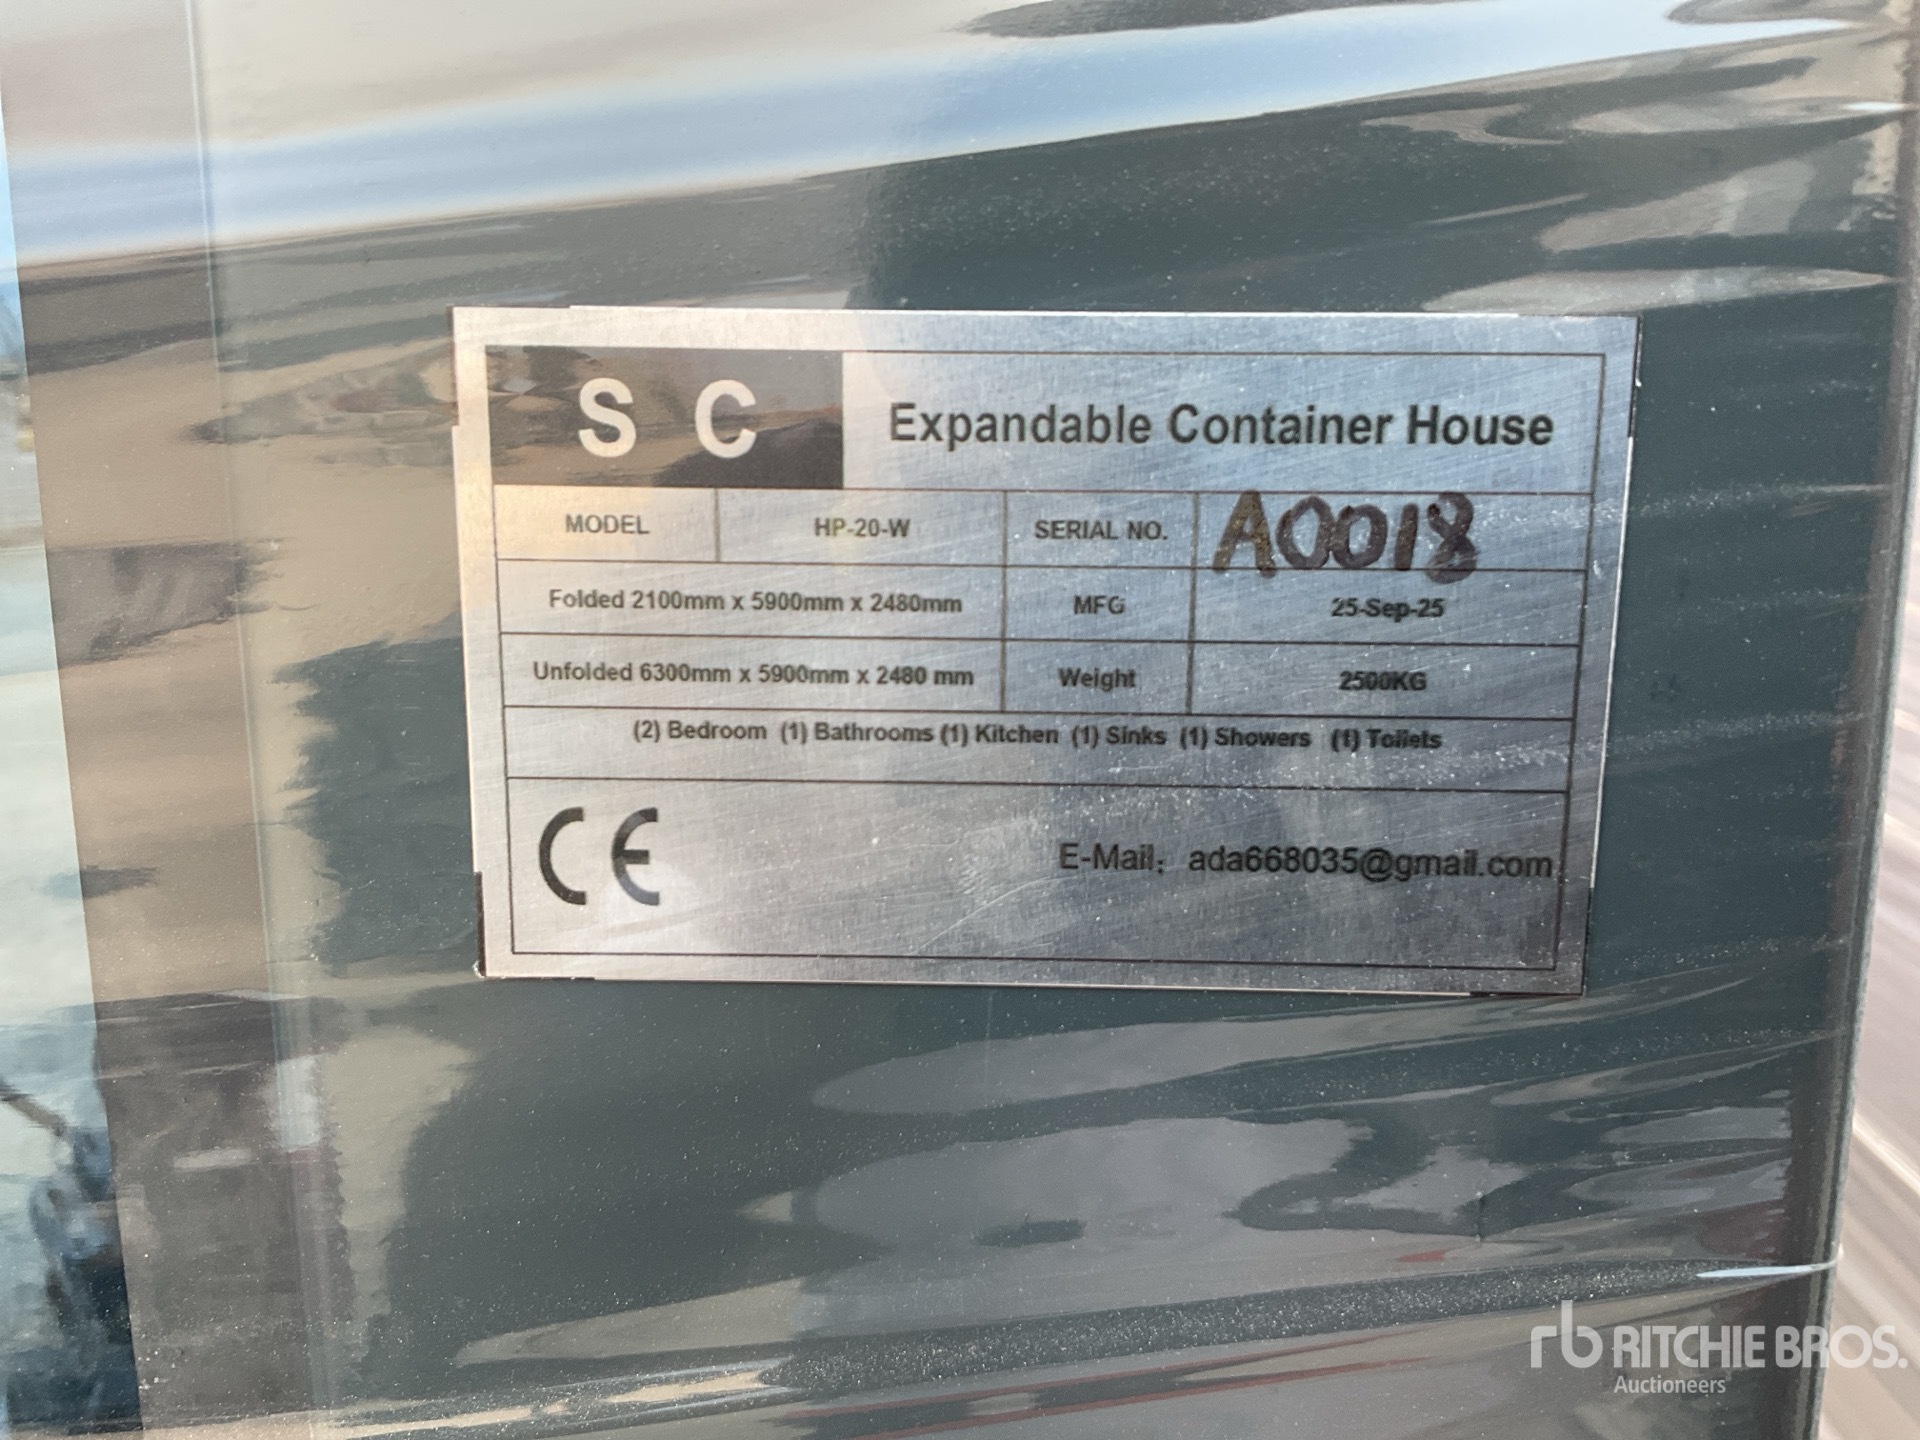 S C Expandable Container House
MODEL HP-20-W SERIAL NO. A0018
Folded 2100mm x 5900mm x 2480mm MFG 25-Sep-25
Unfolded 6300mm x 5900mm x 2480 mm Weight 2500KG
(2) Bedroom (1) Bathrooms (1) Kitchen (1) Sinks (1) Showers (1) Toilets
CE E-Mail: ada668035@gmail.com
rb RITCHIE BROS.
Auctioneers